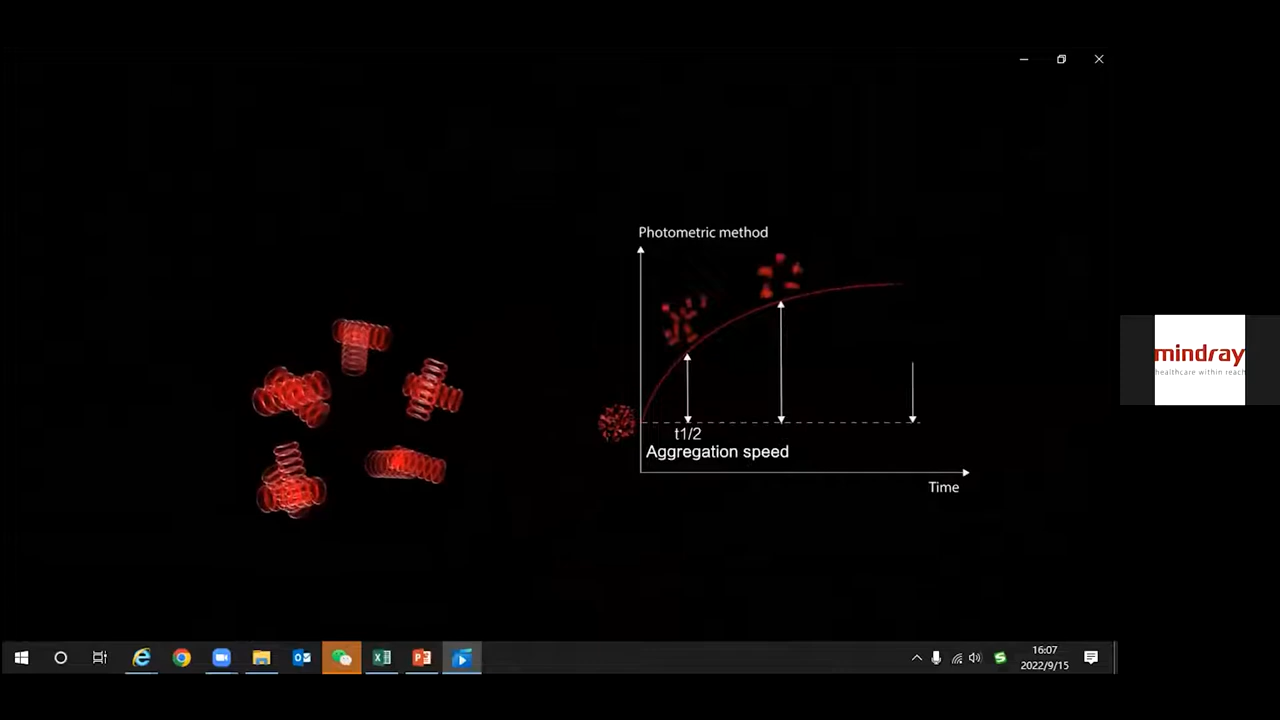 Photometric method
t1/2
Aggregation speed
Time
mindray
healthcare within reach
16:07
2022/9/15